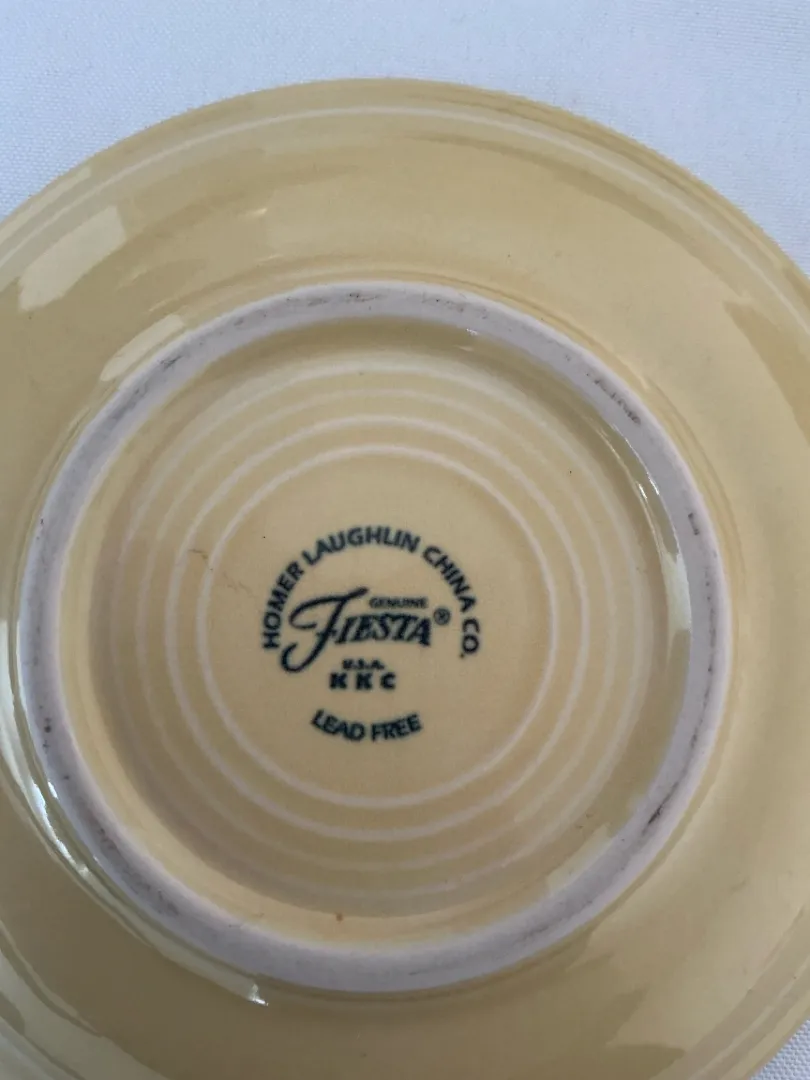 HOMER LAUGHLIN CHINA CO.
GENUINE
FIESTA®
U.S.A.
KKC
LEAD FREE